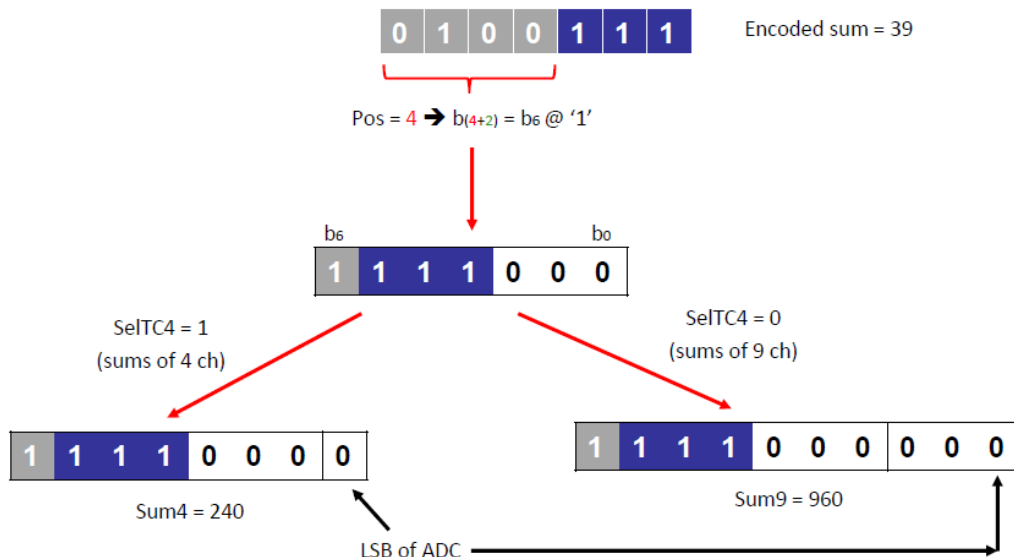 0 1 0 0 1 1 1 Encoded sum = 39
Pos = 4 🡺 b(4+2) = b6 @ ‘1’
b6 b0
1 1 1 1 0 0 0
SelTC4 = 1
(sums of 4 ch)
SelTC4 = 0
(sums of 9 ch)
1 1 1 1 0 0 0 0
1 1 1 1 0 0 0 0 0 0
Sum4 = 240
Sum9 = 960
LSB of ADC